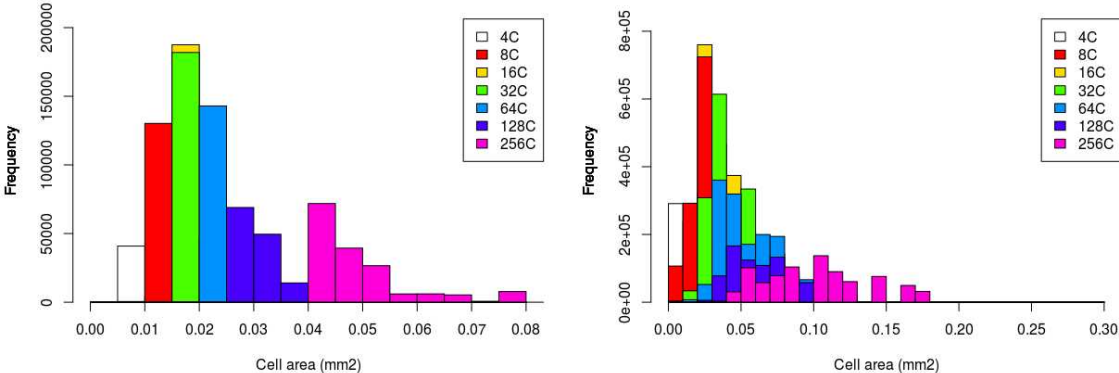 200000
150000
100000
50000
0
Frequency
0.00 0.01 0.02 0.03 0.04 0.05 0.06 0.07 0.08
Cell area (mm2)
4C
8C
16C
32C
64C
128C
256C
8e+05
6e+05
4e+05
2e+05
0e+00
Frequency
0.00 0.05 0.10 0.15 0.20 0.25 0.30
Cell area (mm2)
4C
8C
16C
32C
64C
128C
256C